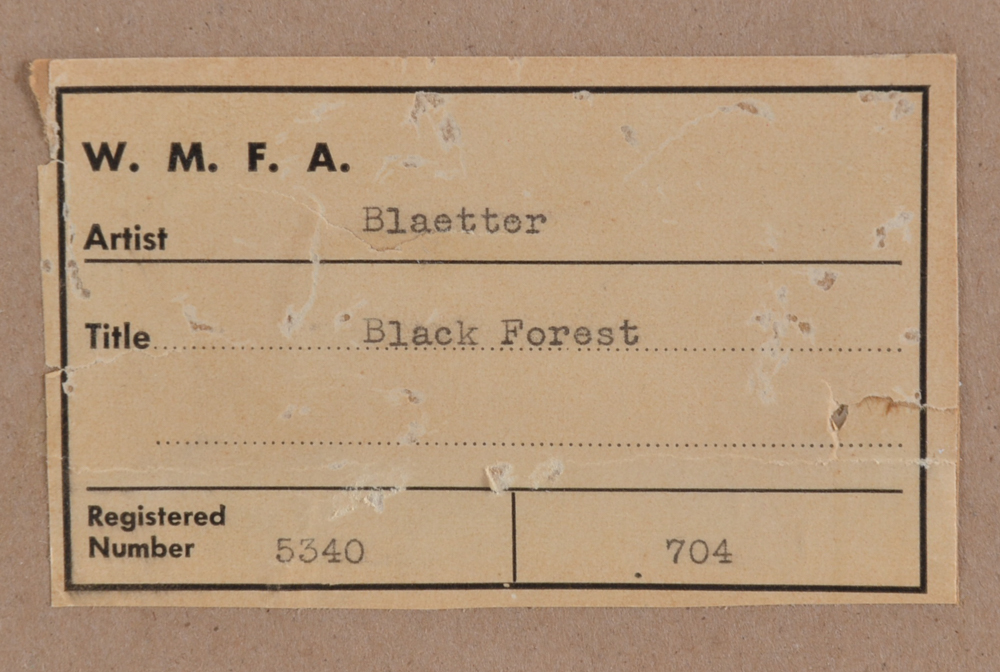 W. M. F. A.
Artist Blaetter
Title Black Forest
Registered
Number 5340 704